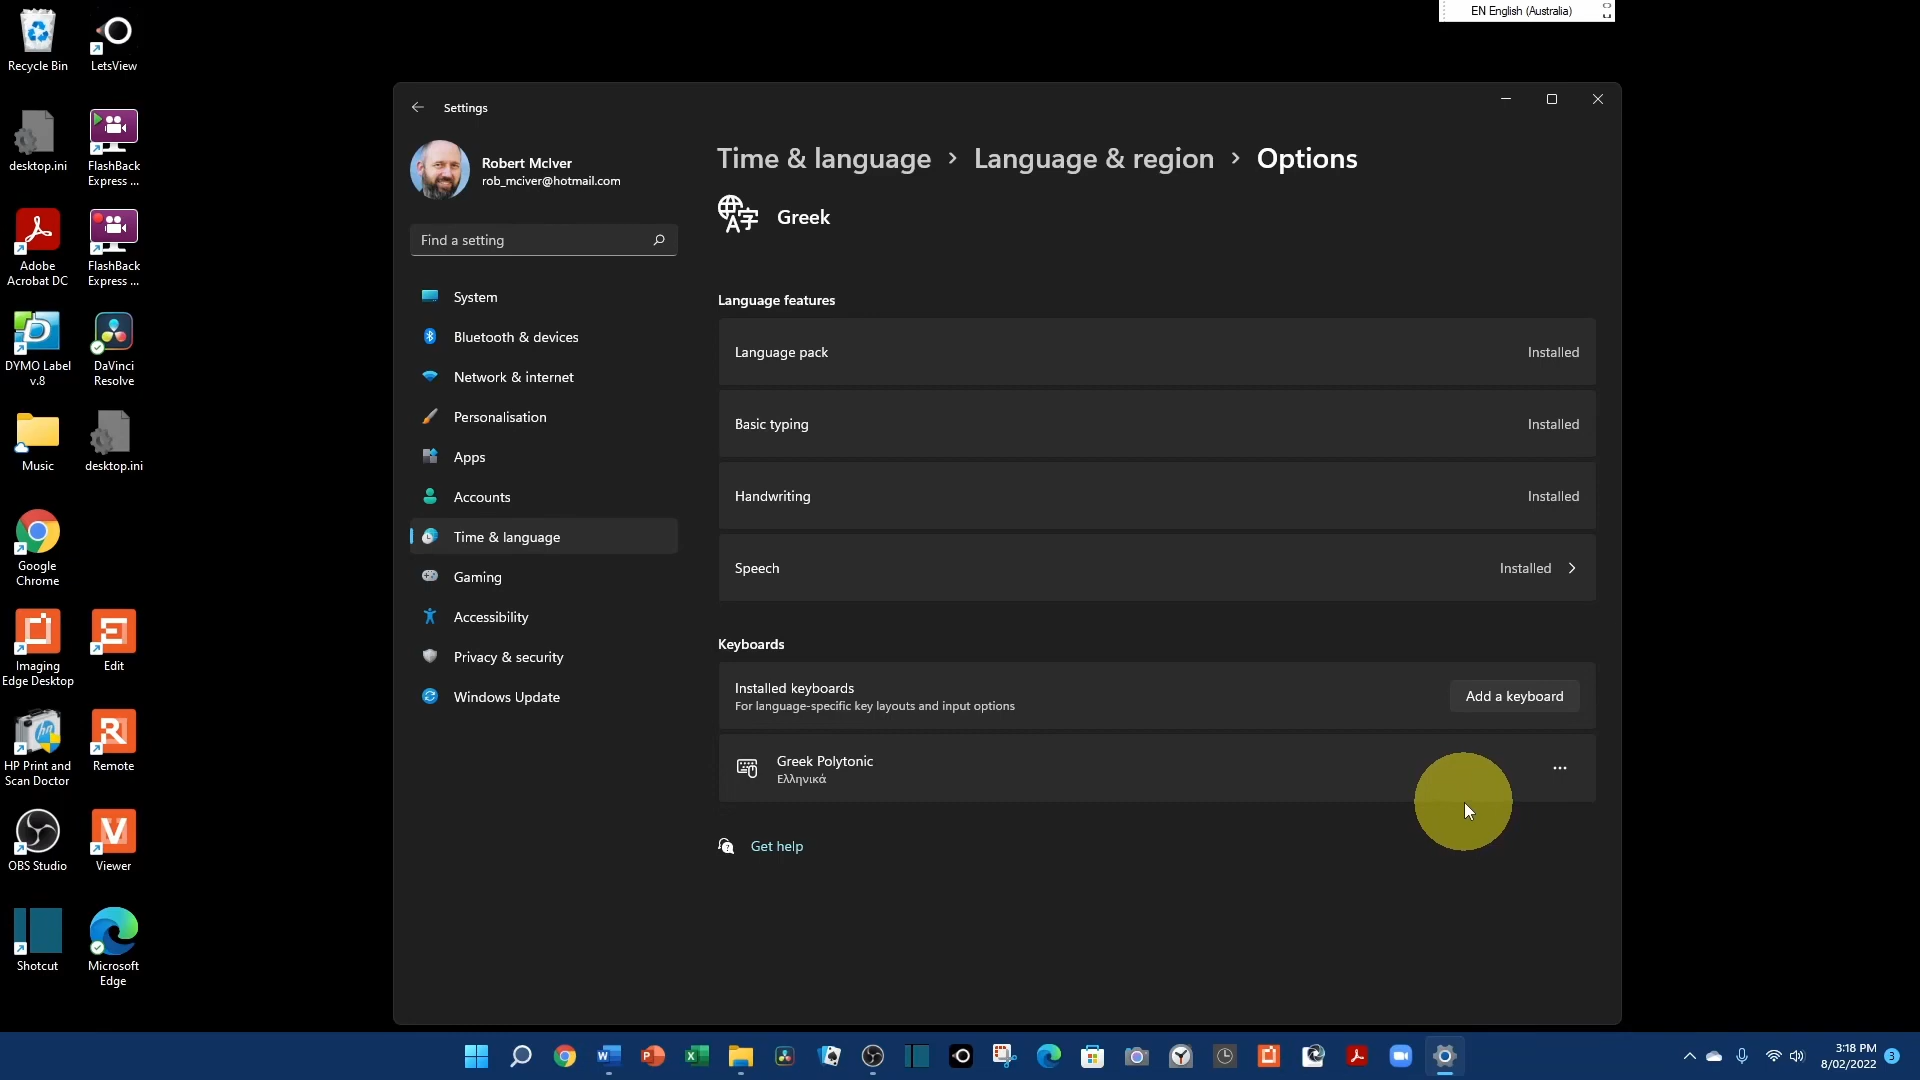 EN English (Australia)
Recycle Bin
LetsView
desktop.ini
FlashBack
Express ...
Adobe
Acrobat DC
FlashBack
Express ...
DYMO Label
v.8
DaVinci
Resolve
Music
desktop.ini
Google
Chrome
Imaging
Edge Desktop
Edit
HP Print and
Scan Doctor
Remote
OBS Studio
Viewer
Shotcut
Microsoft
Edge
Settings
Robert McIver
rob_mciver@hotmail.com
Find a setting
System
Bluetooth & devices
Network & internet
Personalisation
Apps
Accounts
Time & language
Gaming
Accessibility
Privacy & security
Windows Update
Time & language > Language & region > Options
Greek
Language features
Language pack Installed
Basic typing Installed
Handwriting Installed
Speech Installed
Keyboards
Installed keyboards
For language-specific key layouts and input options
Add a keyboard
Greek Polytonic
Ελληνικά
Get help
3:18 PM
8/02/2022
3